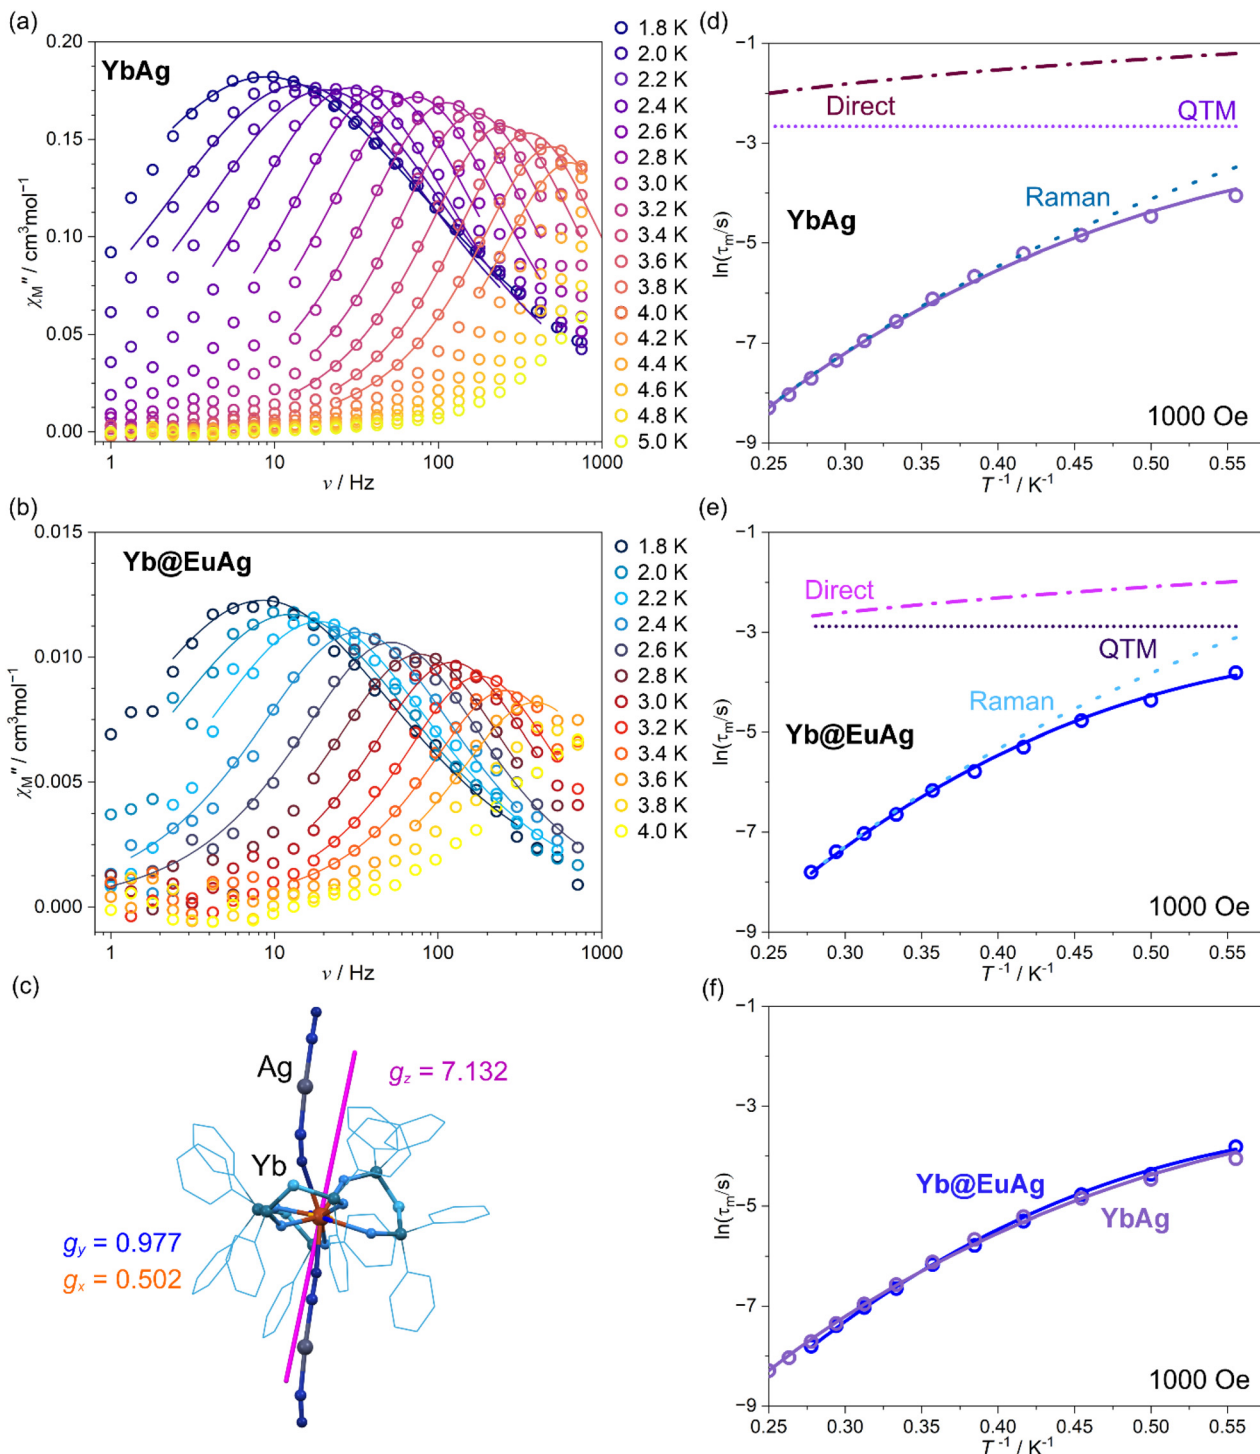 (a)
YbAg
χM″ / cm³mol⁻¹
0.20
0.15
0.10
0.05
0.00
1
10
100
1000
ν / Hz
1.8 K
2.0 K
2.2 K
2.4 K
2.6 K
2.8 K
3.0 K
3.2 K
3.4 K
3.6 K
3.8 K
4.0 K
4.2 K
4.4 K
4.6 K
4.8 K
5.0 K
(d)
ln(τm/s)
−1
−3
−5
−7
−9
Direct
QTM
Raman
YbAg
1000 Oe
0.25 0.30 0.35 0.40 0.45 0.50 0.55
T⁻¹ / K⁻¹
(b)
Yb@EuAg
χM″ / cm³mol⁻¹
0.015
0.010
0.005
0.000
1
10
100
1000
ν / Hz
1.8 K
2.0 K
2.2 K
2.4 K
2.6 K
2.8 K
3.0 K
3.2 K
3.4 K
3.6 K
3.8 K
4.0 K
(e)
ln(τm/s)
−1
−3
−5
−7
−9
Direct
QTM
Raman
Yb@EuAg
1000 Oe
0.25 0.30 0.35 0.40 0.45 0.50 0.55
T⁻¹ / K⁻¹
(c)
Ag
gz = 7.132
Yb
gy = 0.977
gx = 0.502
(f)
ln(τm/s)
−1
−3
−5
−7
−9
Yb@EuAg
YbAg
1000 Oe
0.25 0.30 0.35 0.40 0.45 0.50 0.55
T⁻¹ / K⁻¹